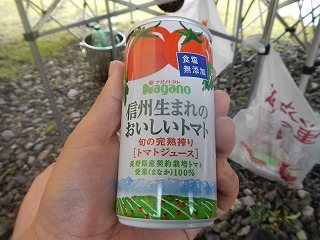 ナガノトマト
Nagano
食塩
無添加
信州生まれの
おいしいトマト
旬の完熟搾り
［トマトジュース］
長野県産契約栽培トマト
愛果(まなか)100%